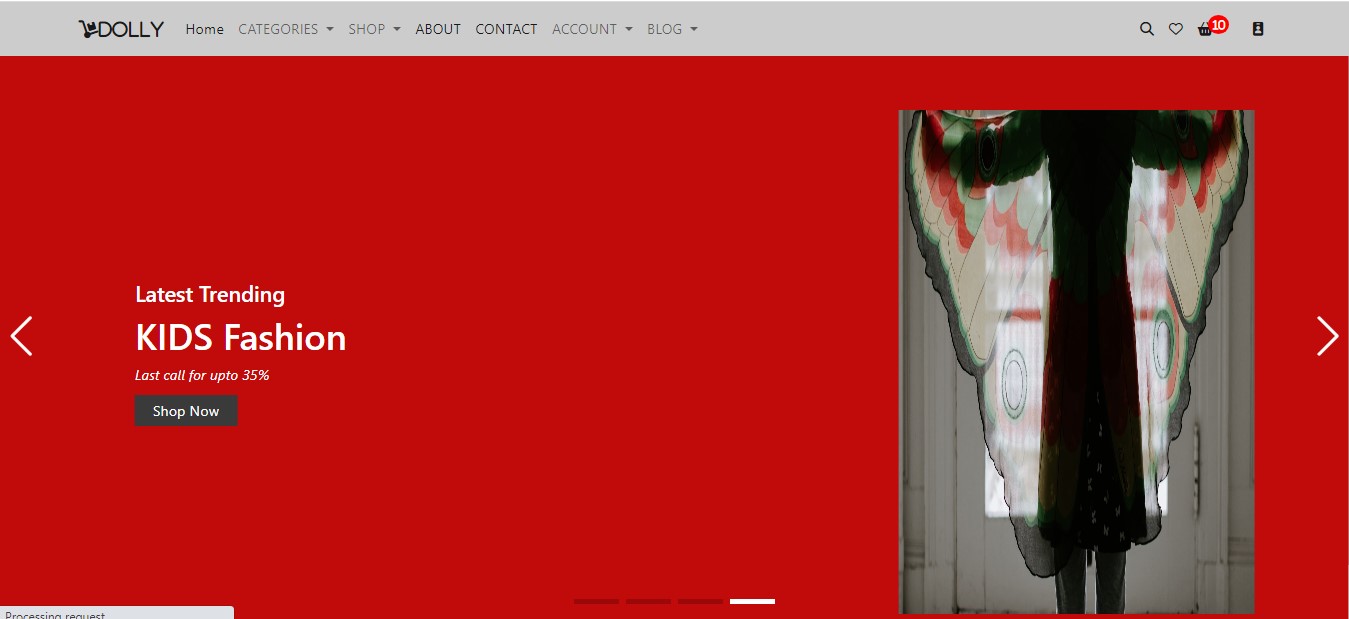 DOLLY
Home CATEGORIES SHOP ABOUT CONTACT ACCOUNT BLOG
10
Latest Trending
KIDS Fashion
Last call for upto 35%
Shop Now
Processing request